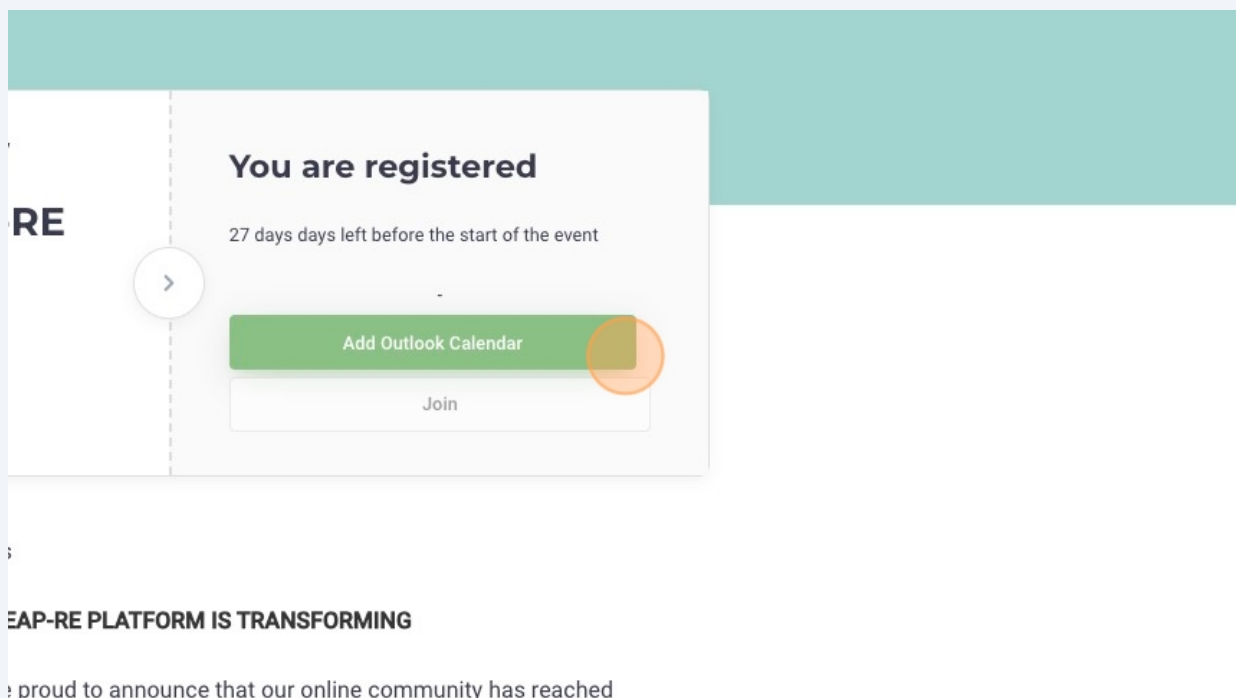 -RE
You are registered
27 days days left before the start of the event
-
Add Outlook Calendar
Join
s
EAP-RE PLATFORM IS TRANSFORMING
e proud to announce that our online community has reached